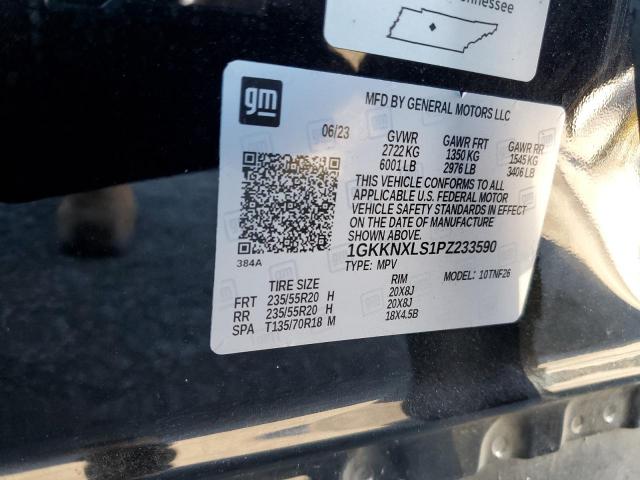 gm
MFD BY GENERAL MOTORS LLC
06/23 GVWR GAWR FRT GAWR RR
2722 KG 1350 KG 1545 KG
6001 LB 2976 LB 3406 LB
THIS VEHICLE CONFORMS TO ALL
APPLICABLE U.S. FEDERAL MOTOR
VEHICLE SAFETY STANDARDS IN EFFECT
ON THE DATE OF MANUFACTURE
SHOWN ABOVE.
1GKKNXLS1PZ233590
TYPE: MPV MODEL: 10TNF26
384A
TIRE SIZE RIM
FRT 235/55R20 H 20X8J
RR 235/55R20 H 20X8J
SPA T135/70R18 M 18X4.5B